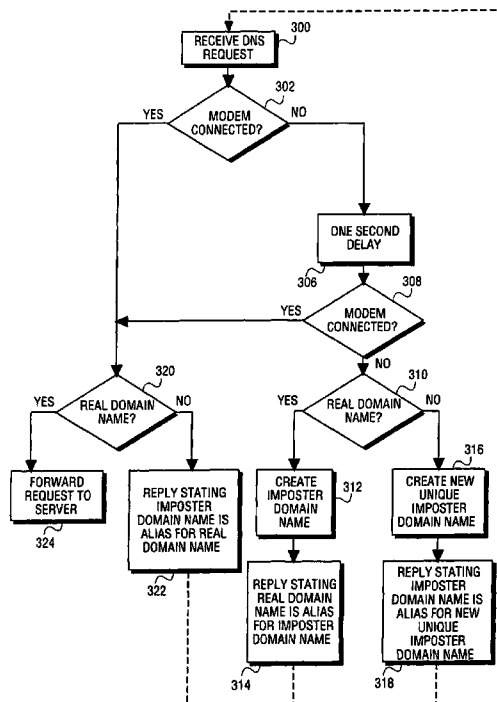 300
RECEIVE DNS
REQUEST
302
YES
MODEM
CONNECTED?
NO
ONE SECOND
DELAY
306
308
YES
MODEM
CONNECTED?
NO
320
YES
REAL DOMAIN
NAME?
NO
310
YES
REAL DOMAIN
NAME?
NO
FORWARD
REQUEST TO
SERVER
324
REPLY STATING
IMPOSTER
DOMAIN NAME IS
ALIAS FOR REAL
DOMAIN NAME
322
CREATE
IMPOSTER
DOMAIN
NAME
312
316
CREATE NEW
UNIQUE
IMPOSTER
DOMAIN NAME
REPLY STATING
REAL DOMAIN
NAME IS ALIAS
FOR IMPOSTER
DOMAIN NAME
314
REPLY STATING
IMPOSTER
DOMAIN NAME IS
ALIAS FOR NEW
UNIQUE
IMPOSTER
DOMAIN NAME
318